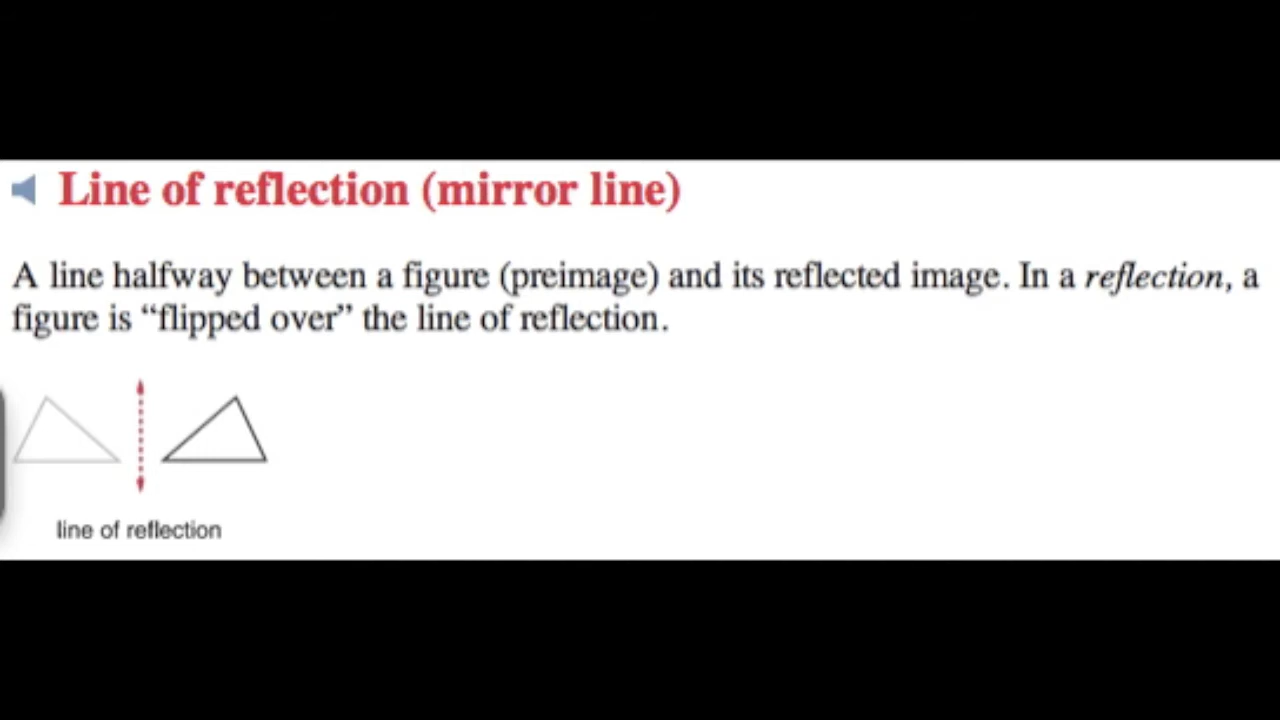 Line of reflection (mirror line)
A line halfway between a figure (preimage) and its reflected image. In a reflection, a
figure is “flipped over” the line of reflection.
line of reflection